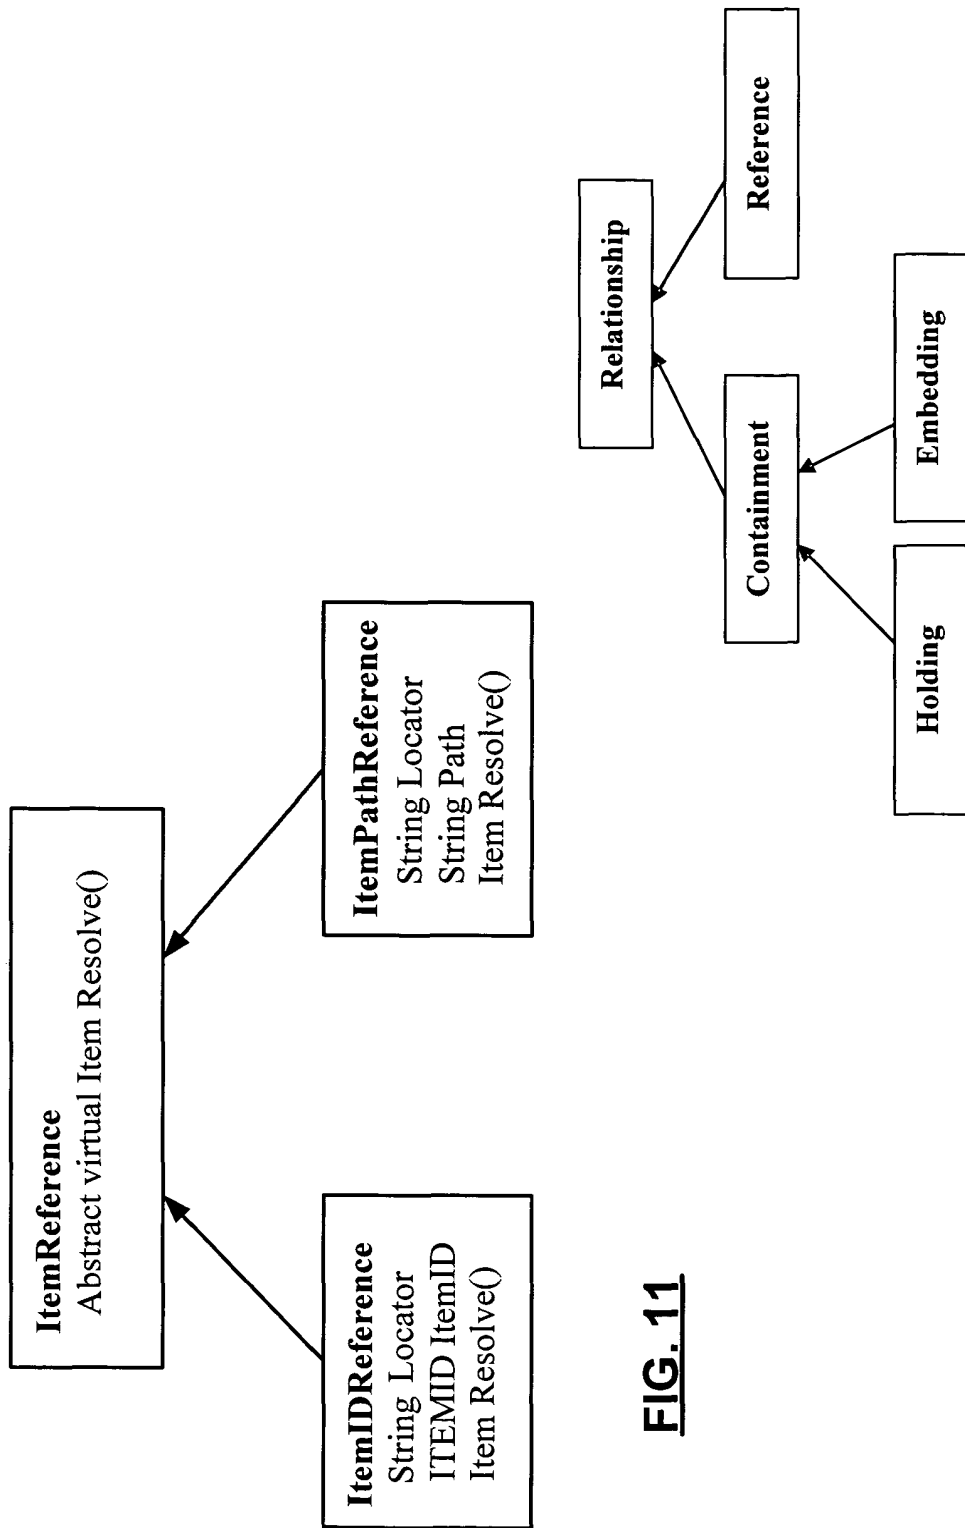 ItemReference
Abstract virtual Item Resolve()
ItemIDReference
String Locator
ITEMID ItemID
Item Resolve()
ItemPathReference
String Locator
String Path
Item Resolve()
FIG. 11
Relationship
Containment
Reference
Holding
Embedding